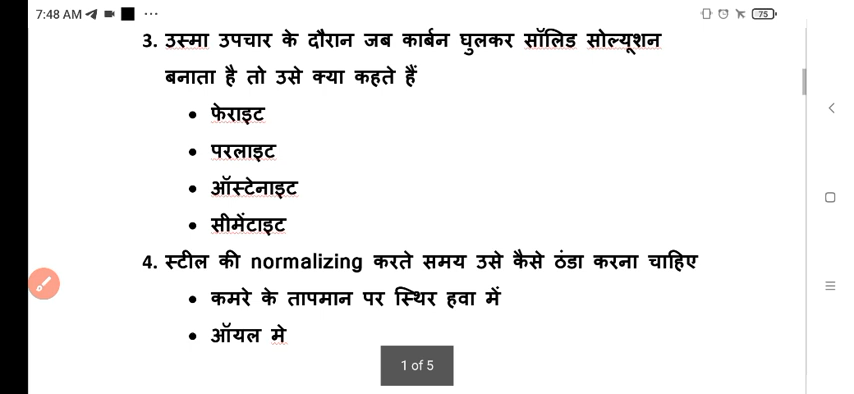 7:48 AM
75
3. उस्मा उपचार के दौरान जब कार्बन घुलकर सॉलिड सोल्यूशन
बनाता है तो उसे क्या कहते हैं
• फेराइट
• परलाइट
• ऑस्टेनाइट
• सीमेंटाइट
4. स्टील की normalizing करते समय उसे कैसे ठंडा करना चाहिए
• कमरे के तापमान पर स्थिर हवा में
• ऑयल मे
1 of 5